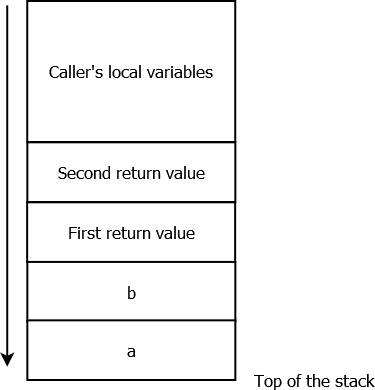 Caller's local variables
Second return value
First return value
b
a
Top of the stack